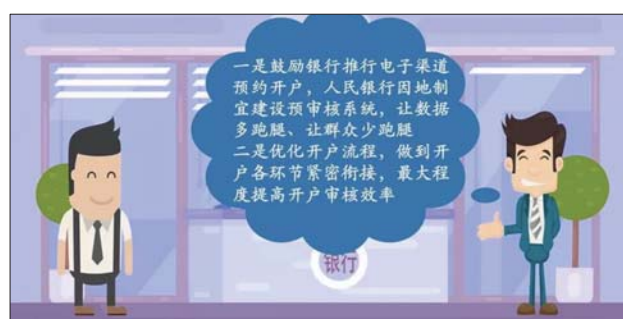 一是鼓励银行推行电子渠道
预约开户，人民银行因地制
宜建设预审核系统，让数据
多跑腿、让群众少跑腿
二是优化开户流程，做到开
户各环节紧密衔接，最大程
度提高开户审核效率
银行